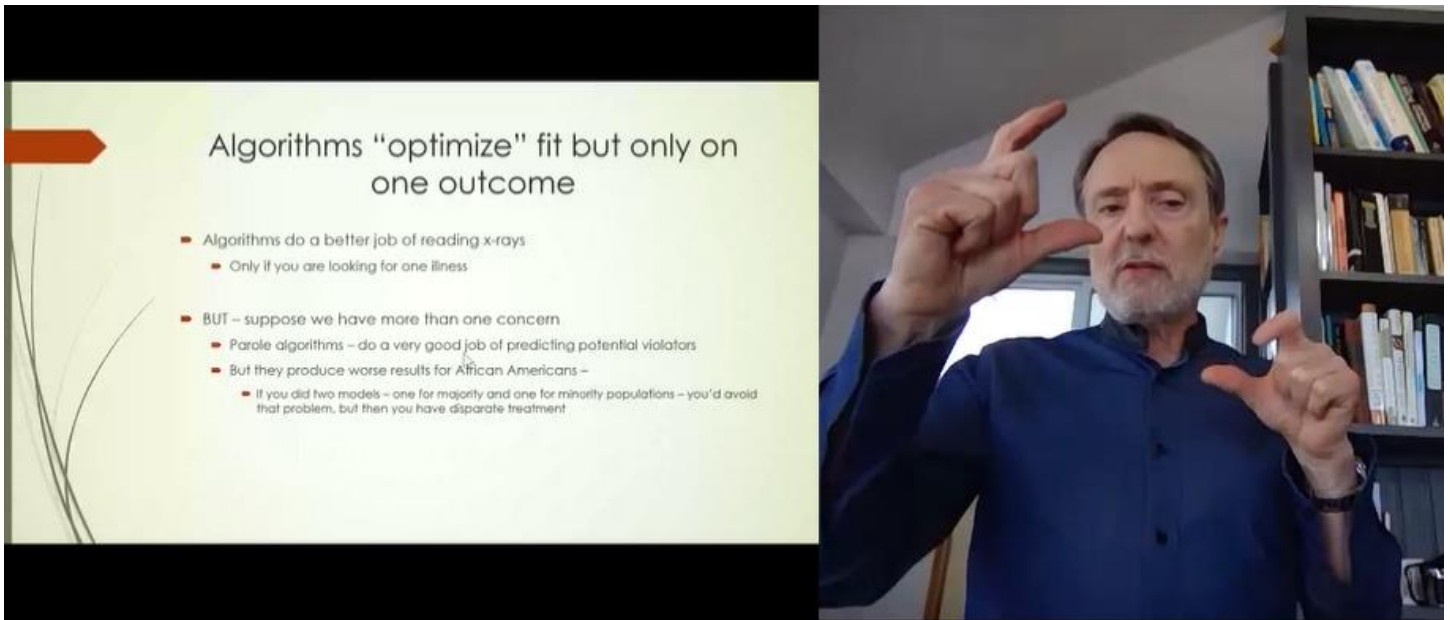 Algorithms “optimize” fit but only on
one outcome
Algorithms do a better job of reading x-rays
Only if you are looking for one illness
BUT – suppose we have more than one concern
Parole algorithms – do a very good job of predicting potential violators
But they produce worse results for African Americans –
If you did two models – one for majority and one for minority populations – you’d avoid
that problem, but then you have disparate treatment